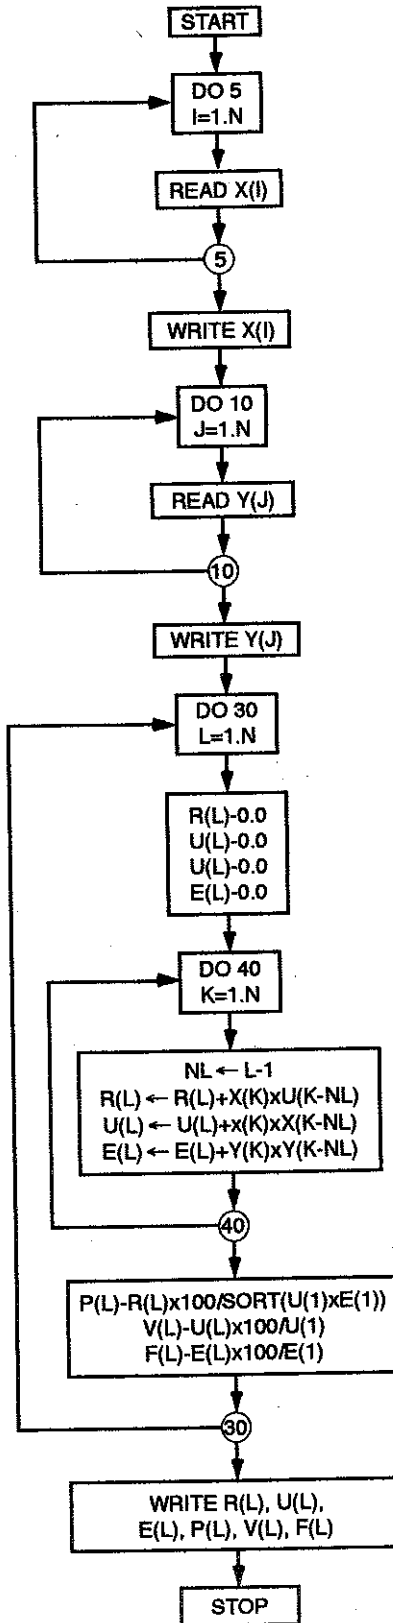 START
DO 5
I=1.N
READ X(I)
5
WRITE X(I)
DO 10
J=1.N
READ Y(J)
10
WRITE Y(J)
DO 30
L=1.N
R(L)-0.0
U(L)-0.0
U(L)-0.0
E(L)-0.0
DO 40
K=1.N
NL ← L-1
R(L) ← R(L)+X(K)xU(K-NL)
U(L) ← U(L)+x(K)xX(K-NL)
E(L) ← E(L)+Y(K)xY(K-NL)
40
P(L)-R(L)x100/SORT(U(1)xE(1))
V(L)-U(L)x100/U(1)
F(L)-E(L)x100/E(1)
30
WRITE R(L), U(L),
E(L), P(L), V(L), F(L)
STOP